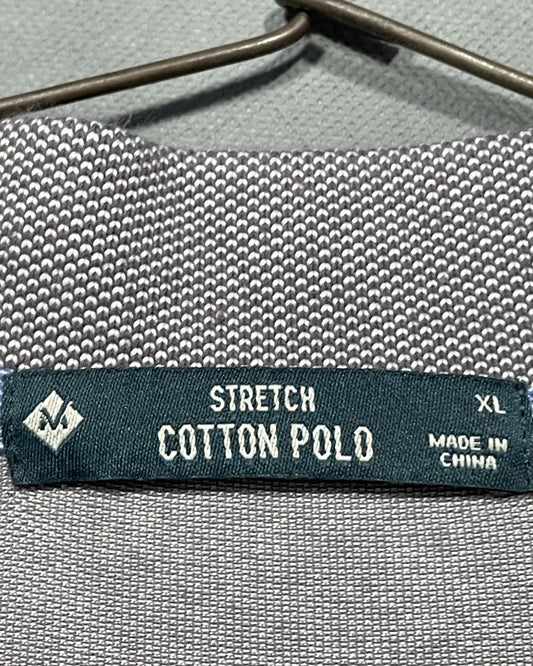 STRETCH
COTTON POLO
XL
MADE IN
CHINA